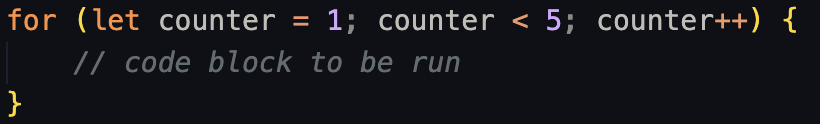 for (let counter = 1; counter < 5; counter++) {
    // code block to be run
}